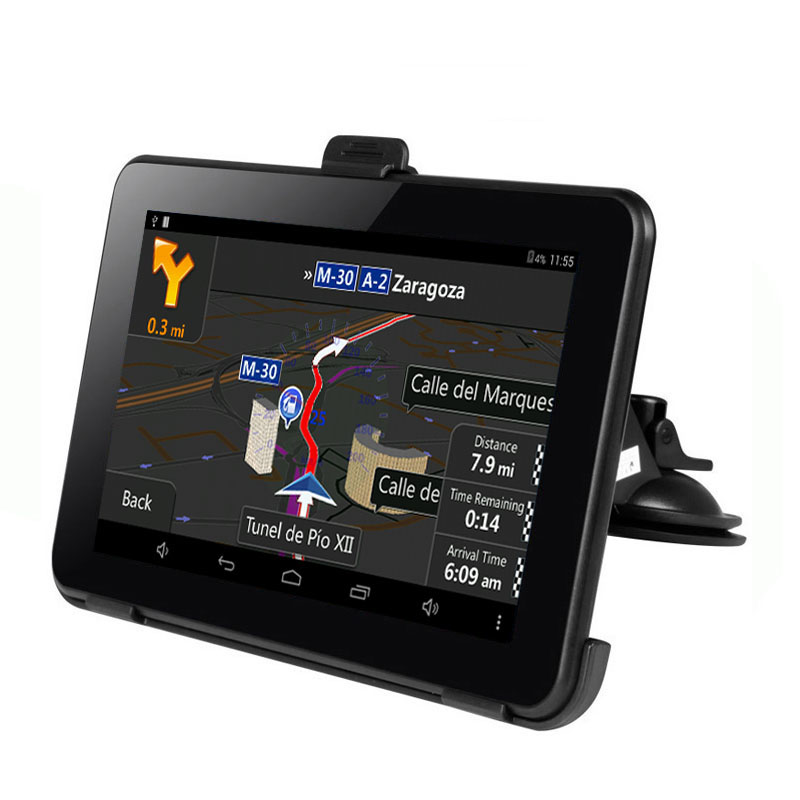 4% 11:55
» M-30 A-2 Zaragoza
0.3 mi
M-30
Calle del Marques
25
Distance
7.9 mi
Calle de
Time Remaining
0:14
Back
Tunel de Pío XII
Arrival Time
6:09 am